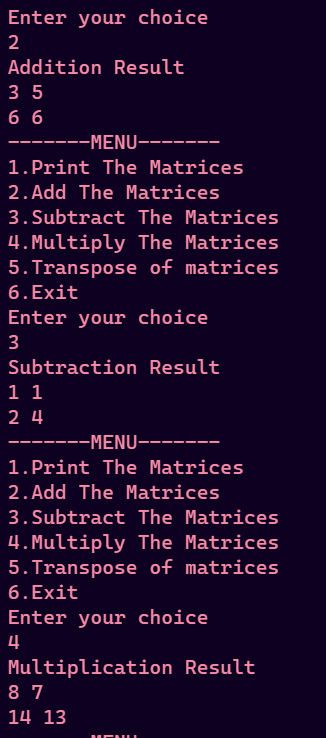 Enter your choice
2
Addition Result
3 5
6 6
-------MENU-------
1.Print The Matrices
2.Add The Matrices
3.Subtract The Matrices
4.Multiply The Matrices
5.Transpose of matrices
6.Exit
Enter your choice
3
Subtraction Result
1 1
2 4
-------MENU-------
1.Print The Matrices
2.Add The Matrices
3.Subtract The Matrices
4.Multiply The Matrices
5.Transpose of matrices
6.Exit
Enter your choice
4
Multiplication Result
8 7
14 13